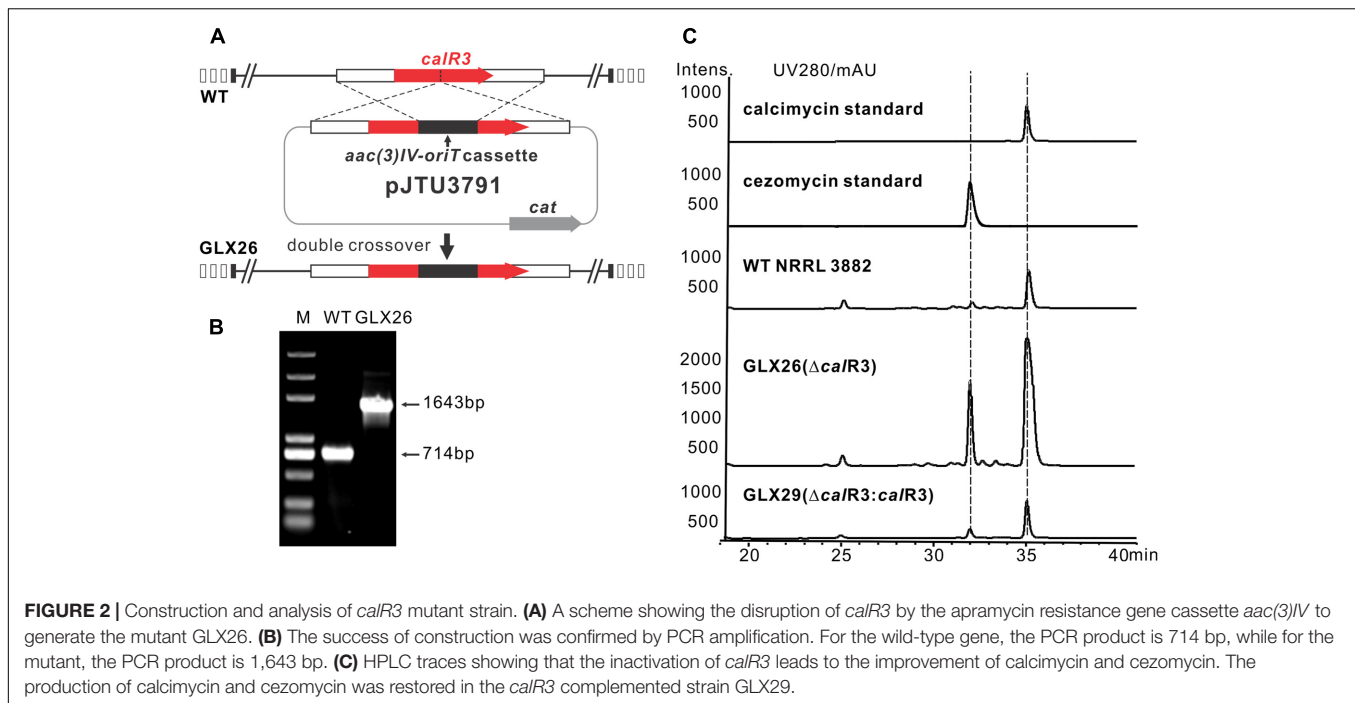 A
calR3
WT
aac(3)IV-oriT cassette
pJTU3791
cat
GLX26
double crossover
B
M WT GLX26
1643bp
714bp
C
Intens. UV280/mAU
1000
500
calcimycin standard
1000
500
cezomycin standard
1000
500
WT NRRL 3882
2000
1500
1000
500
GLX26(ΔcalR3)
1000
500
GLX29(ΔcalR3:calR3)
20 25 30 35 40min
FIGURE 2 | Construction and analysis of calR3 mutant strain. (A) A scheme showing the disruption of calR3 by the apramycin resistance gene cassette aac(3)IV to
generate the mutant GLX26. (B) The success of construction was confirmed by PCR amplification. For the wild-type gene, the PCR product is 714 bp, while for the
mutant, the PCR product is 1,643 bp. (C) HPLC traces showing that the inactivation of calR3 leads to the improvement of calcimycin and cezomycin. The
production of calcimycin and cezomycin was restored in the calR3 complemented strain GLX29.